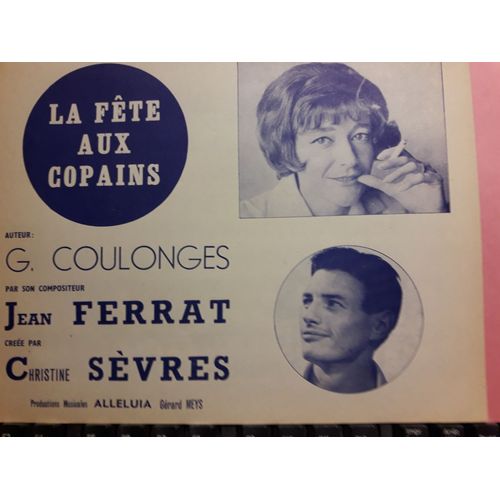 LA FÊTE
AUX
COPAINS
AUTEUR:
G. COULONGES
PAR SON COMPOSITEUR
JEAN FERRAT
CREÉE PAR
CHRISTINE SÈVRES
Productions Musicales ALLELUIA Gérard MEYS